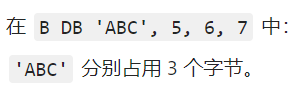 在 B DB 'ABC', 5, 6, 7 中：
'ABC' 分别占用 3 个字节。